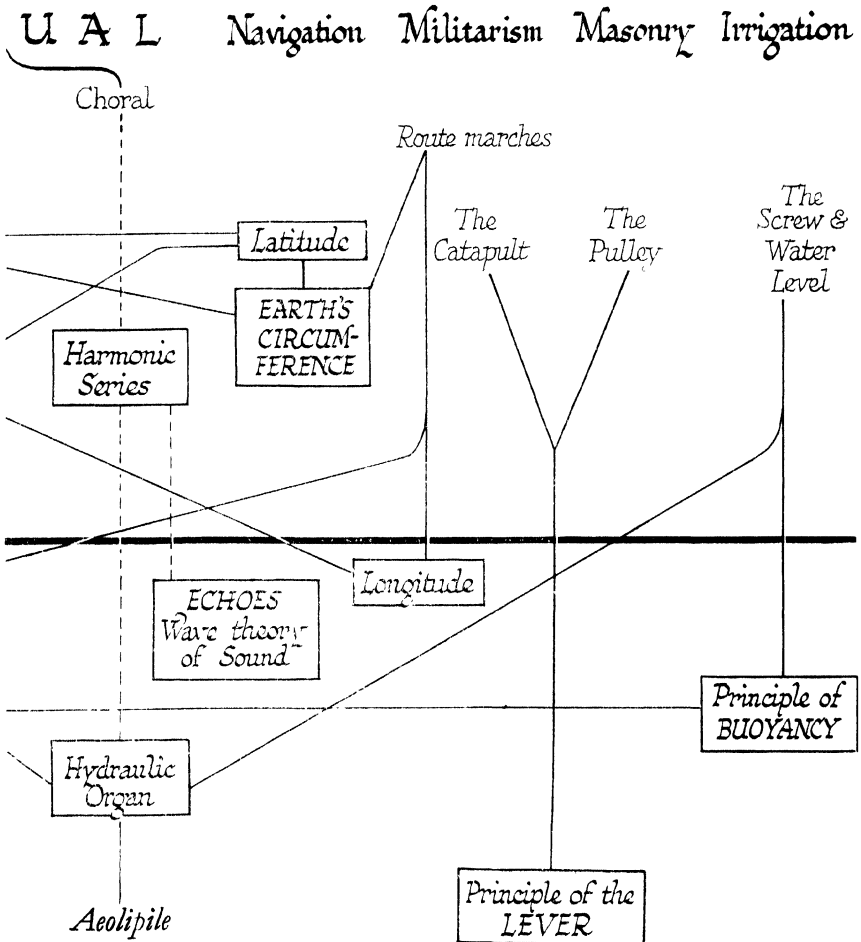 U A L Navigation Militarism Masonry Irrigation
Choral
Route marches
The
Catapult
The
Pulley
The
Screw &
Water
Level
Latitude
EARTH'S
CIRCUM-
FERENCE
Harmonic
Series
Longitude
ECHOES
Wave theory
of Sound
Principle of
BUOYANCY
Hydraulic
Organ
Aeolipile
Principle of the
LEVER